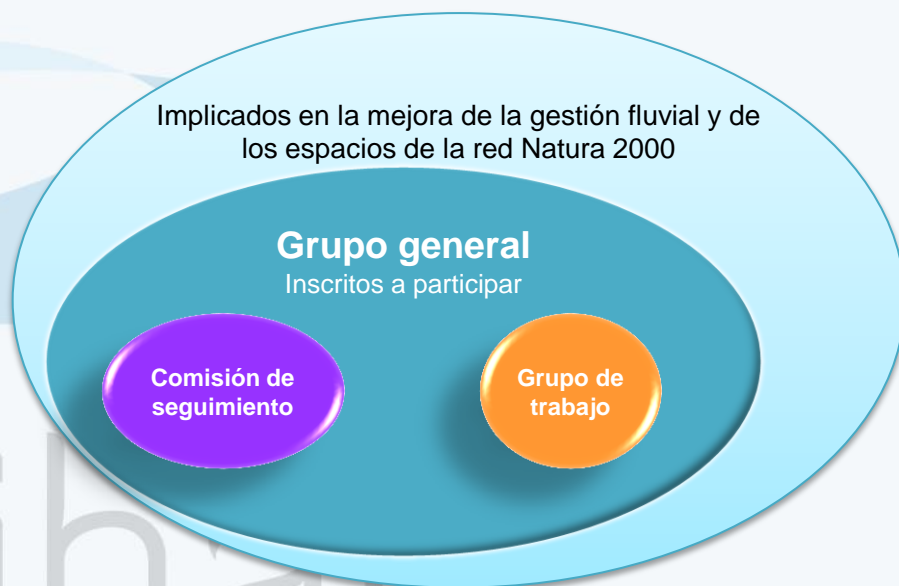 Implicados en la mejora de la gestión fluvial y de
los espacios de la red Natura 2000
Grupo general
Inscritos a participar
Comisión de
seguimiento
Grupo de
trabajo